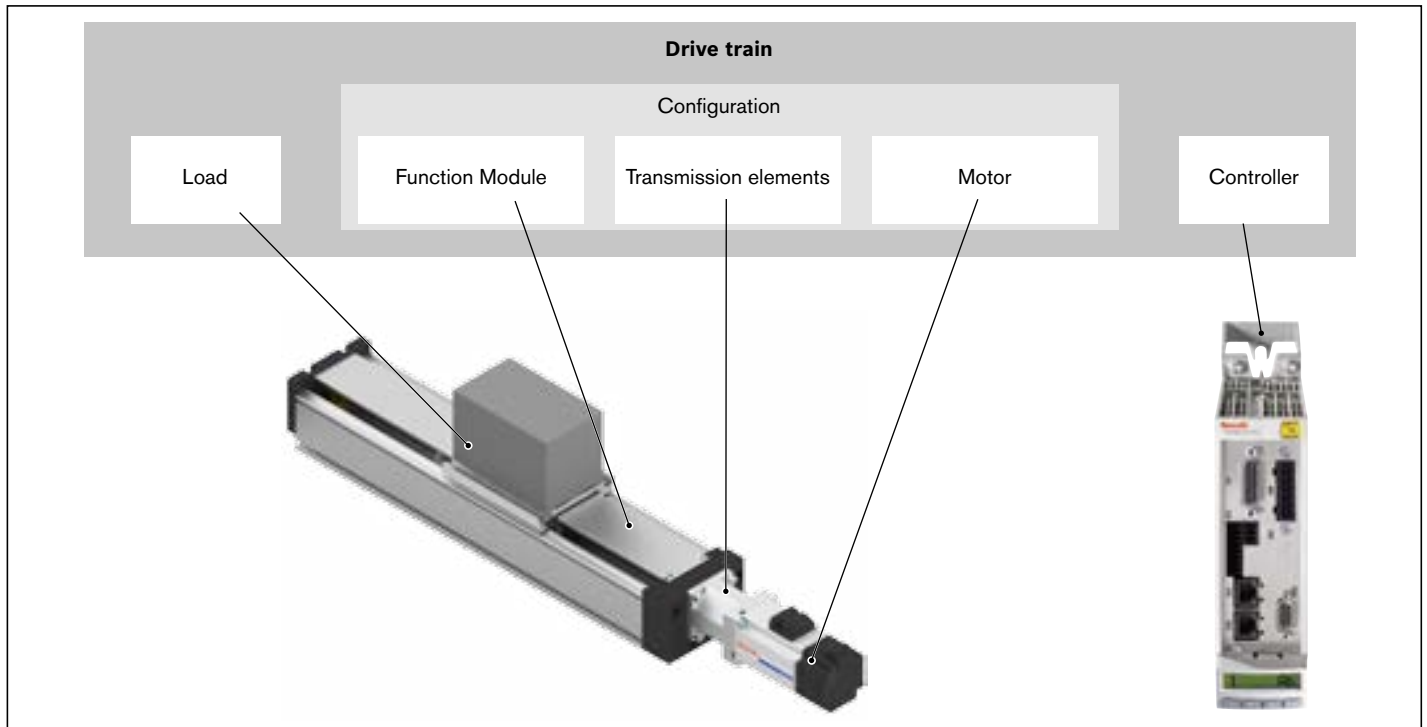 Drive train
Configuration
Load
Function Module
Transmission elements
Motor
Controller